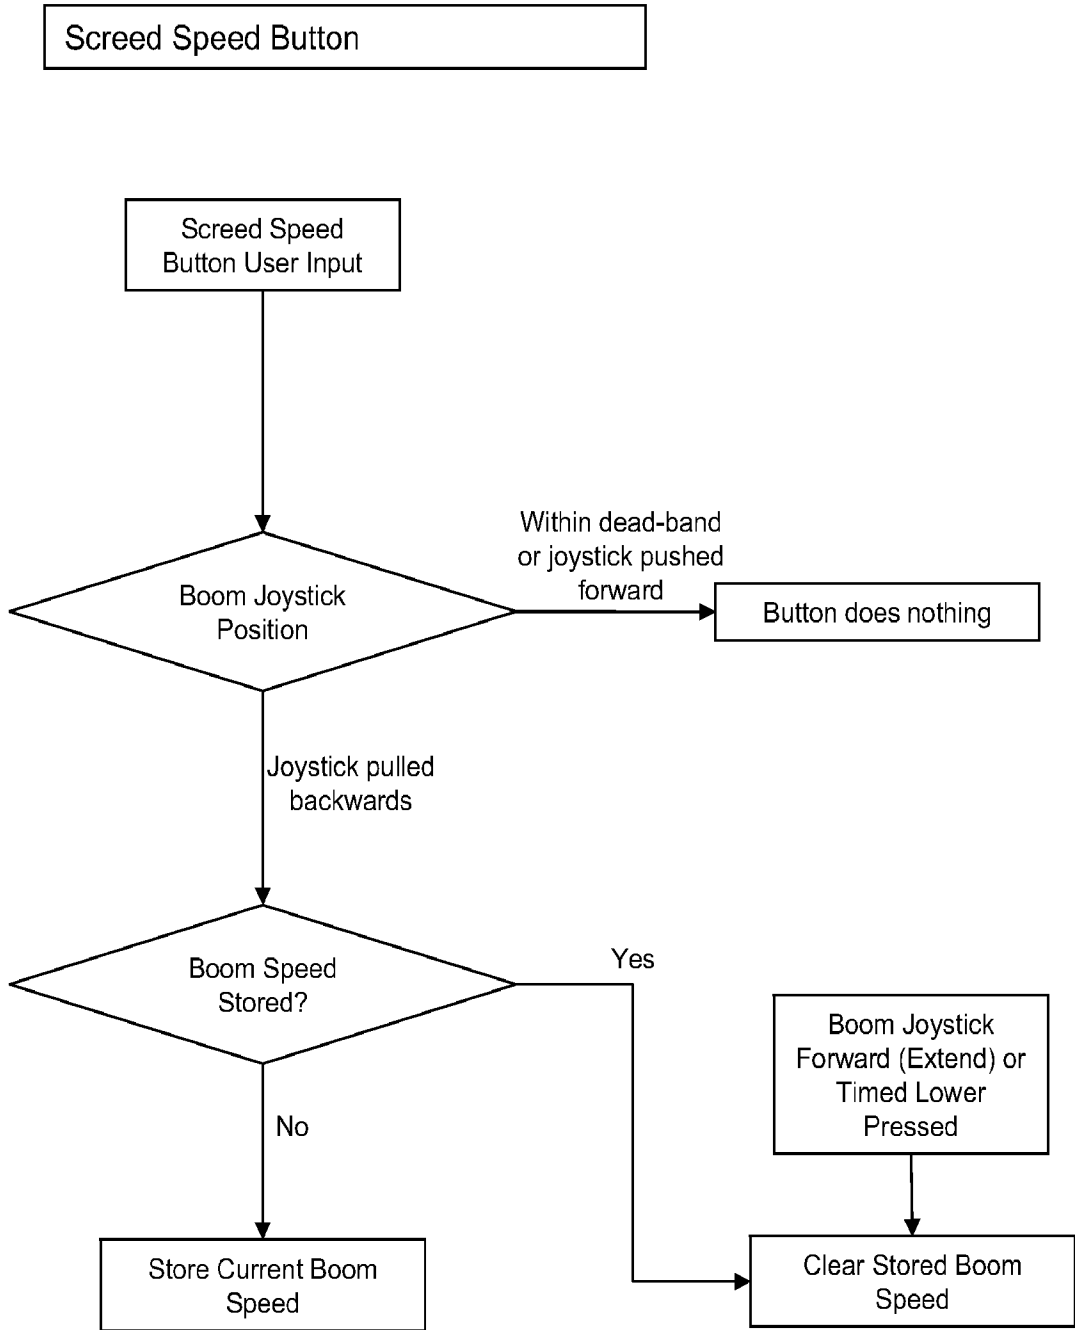 Screed Speed Button
Screed Speed
Button User Input
Within dead-band
or joystick pushed
forward
Boom Joystick
Position
Button does nothing
Joystick pulled
backwards
Boom Speed
Stored?
Yes
No
Boom Joystick
Forward (Extend) or
Timed Lower
Pressed
Store Current Boom
Speed
Clear Stored Boom
Speed